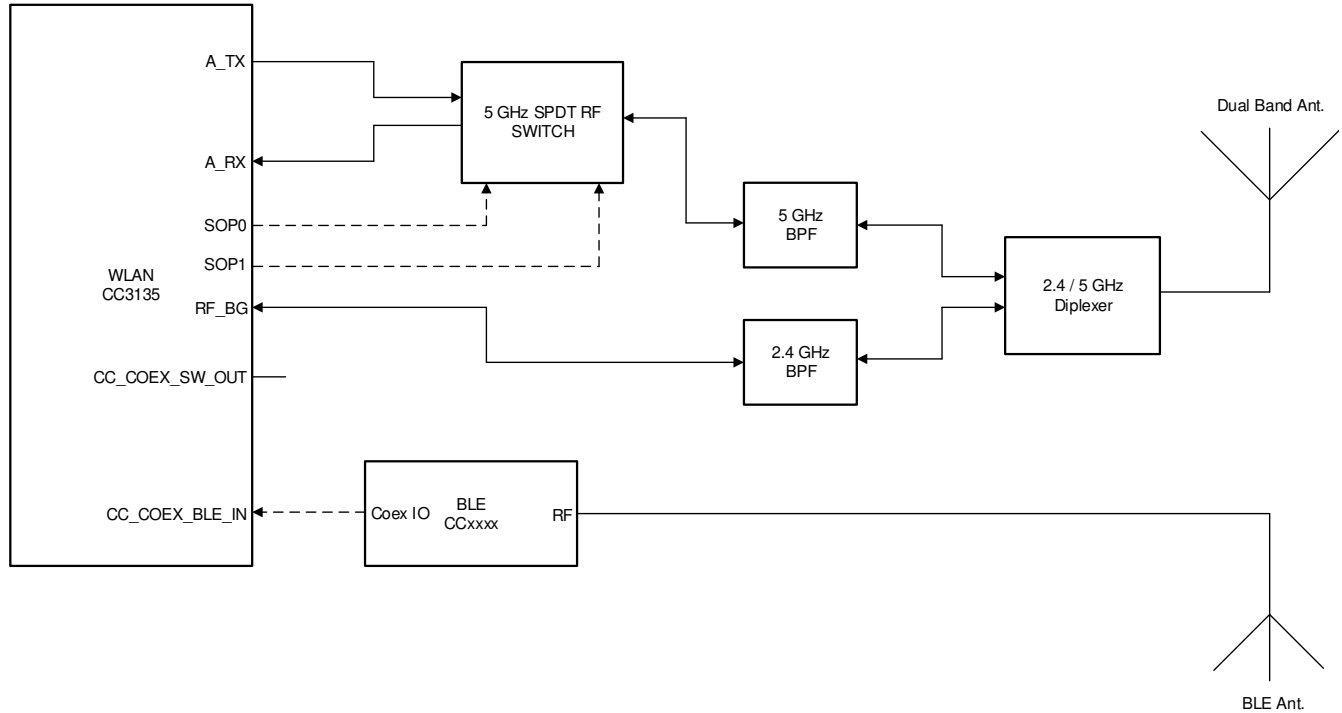 A_TX
A_RX
SOP0
SOP1
WLAN
CC3135
RF_BG
CC_COEX_SW_OUT
CC_COEX_BLE_IN
5 GHz SPDT RF
SWITCH
5 GHz
BPF
2.4 GHz
BPF
2.4 / 5 GHz
Diplexer
Dual Band Ant.
Coex IO
BLE
CCxxxx
RF
BLE Ant.